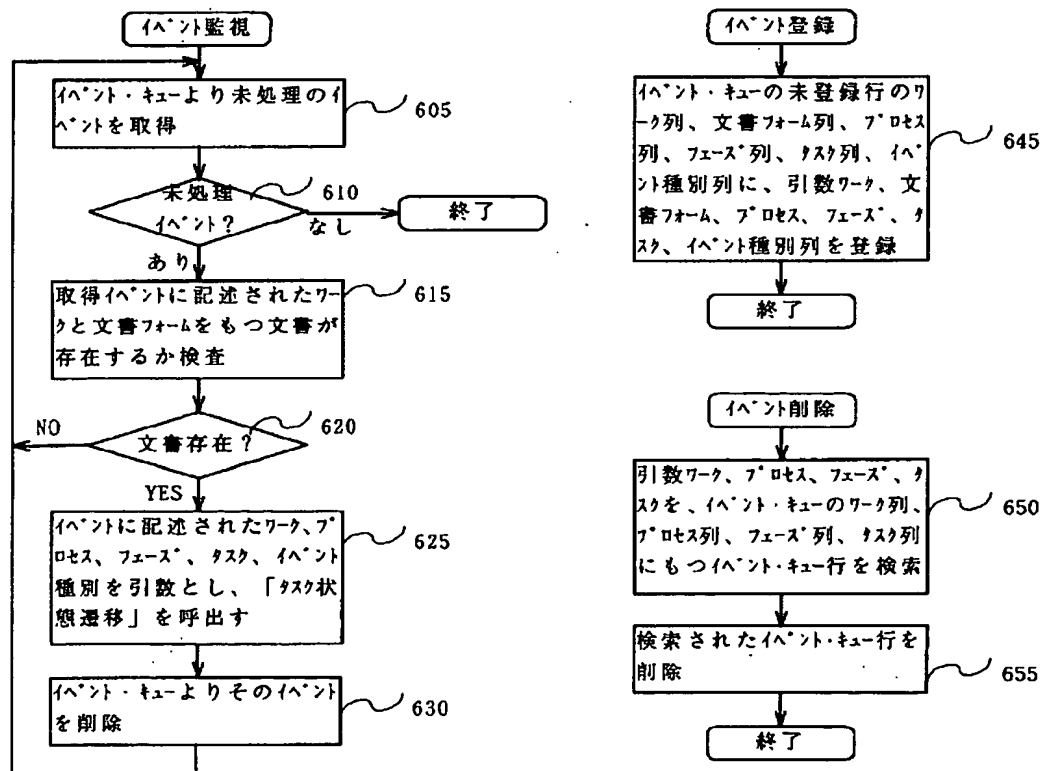 イベント監視
イベント・キューより未処理のイ
ベントを取得
605
未処理
イベント?
610
なし
終了
あり
取得イベントに記述されたワー
クと文書フォームをもつ文書が
存在するか検査
615
文書存在?
620
NO
YES
イベントに記述されたワーク、プ
ロセス、フェーズ、タスク、イベント
種別を引数とし、「タスク状
態遷移」を呼出す
625
イベント・キューよりそのイベント
を削除
630
イベント登録
イベント・キューの未登録行のワ
ーク列、文書フォーム列、プロセス
列、フェーズ列、タスク列、イベ
ント種別列に、引数ワーク、文
書フォーム、プロセス、フェーズ、タ
スク、イベント種別列を登録
645
終了
イベント削除
引数ワーク、プロセス、フェーズ、タ
スクを、イベント・キューのワーク列、
プロセス列、フェーズ列、タスク列
にもつイベント・キュー行を検索
650
検索されたイベント・キュー行を
削除
655
終了